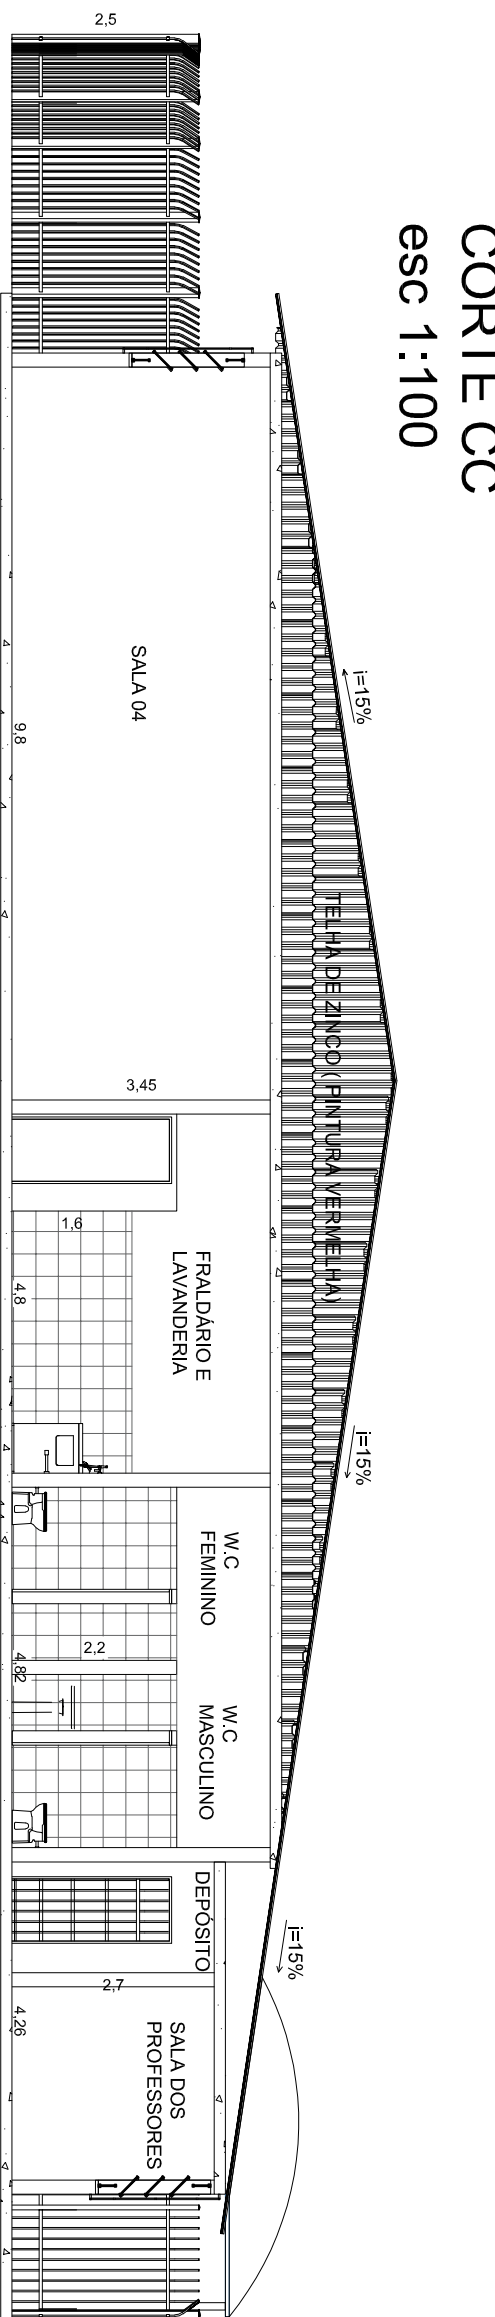 CORTE CC
esc 1:100
2,5
i=15%
i=15%
i=15%
TELHA DE ZINCO ( PINTURA VERMELHA)
SALA 04
9,8
3,45
FRALDÁRIO E
LAVANDERIA
1,6
4,8
W.C
FEMININO
W.C
MASCULINO
2,2
4,82
DEPÓSITO
2,7
SALA DOS
PROFESSORES
4,26